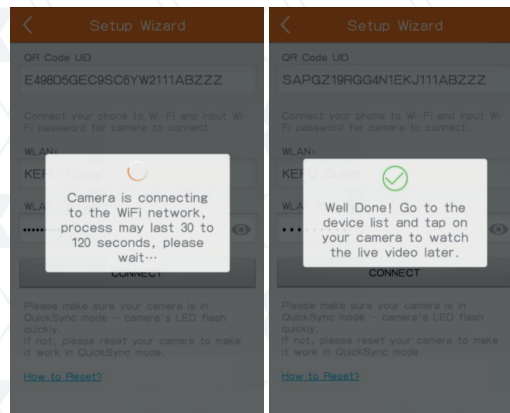 Setup Wizard
QR Code UID
E498D5GEC9SC6YW2111ABZZZ
Connect your phone to Wi-Fi and inout Wi-
Fi password for camera to connect.
WLAN:
Camera is connecting
to the WiFi network,
process may last 30 to
120 seconds, please
wait…
CONNECT
Please make sure your camera is in
QuickSync mode – camera's LED flash
quickly.
If not, please reset your camera to make
it work in QuickSync mode.
How to Reset?
Setup Wizard
QR Code UID
SAPGZ19RGG4N1EKJ111ABZZZ
Connect your phone to Wi-Fi and inout Wi-
Fi password for camera to connect.
WLAN:
Well Done! Go to the
device list and tap on
your camera to watch
the live video later.
CONNECT
Please make sure your camera is in
QuickSync mode – camera's LED flash
quickly.
If not, please reset your camera to make
it work in QuickSync mode.
How to Reset?